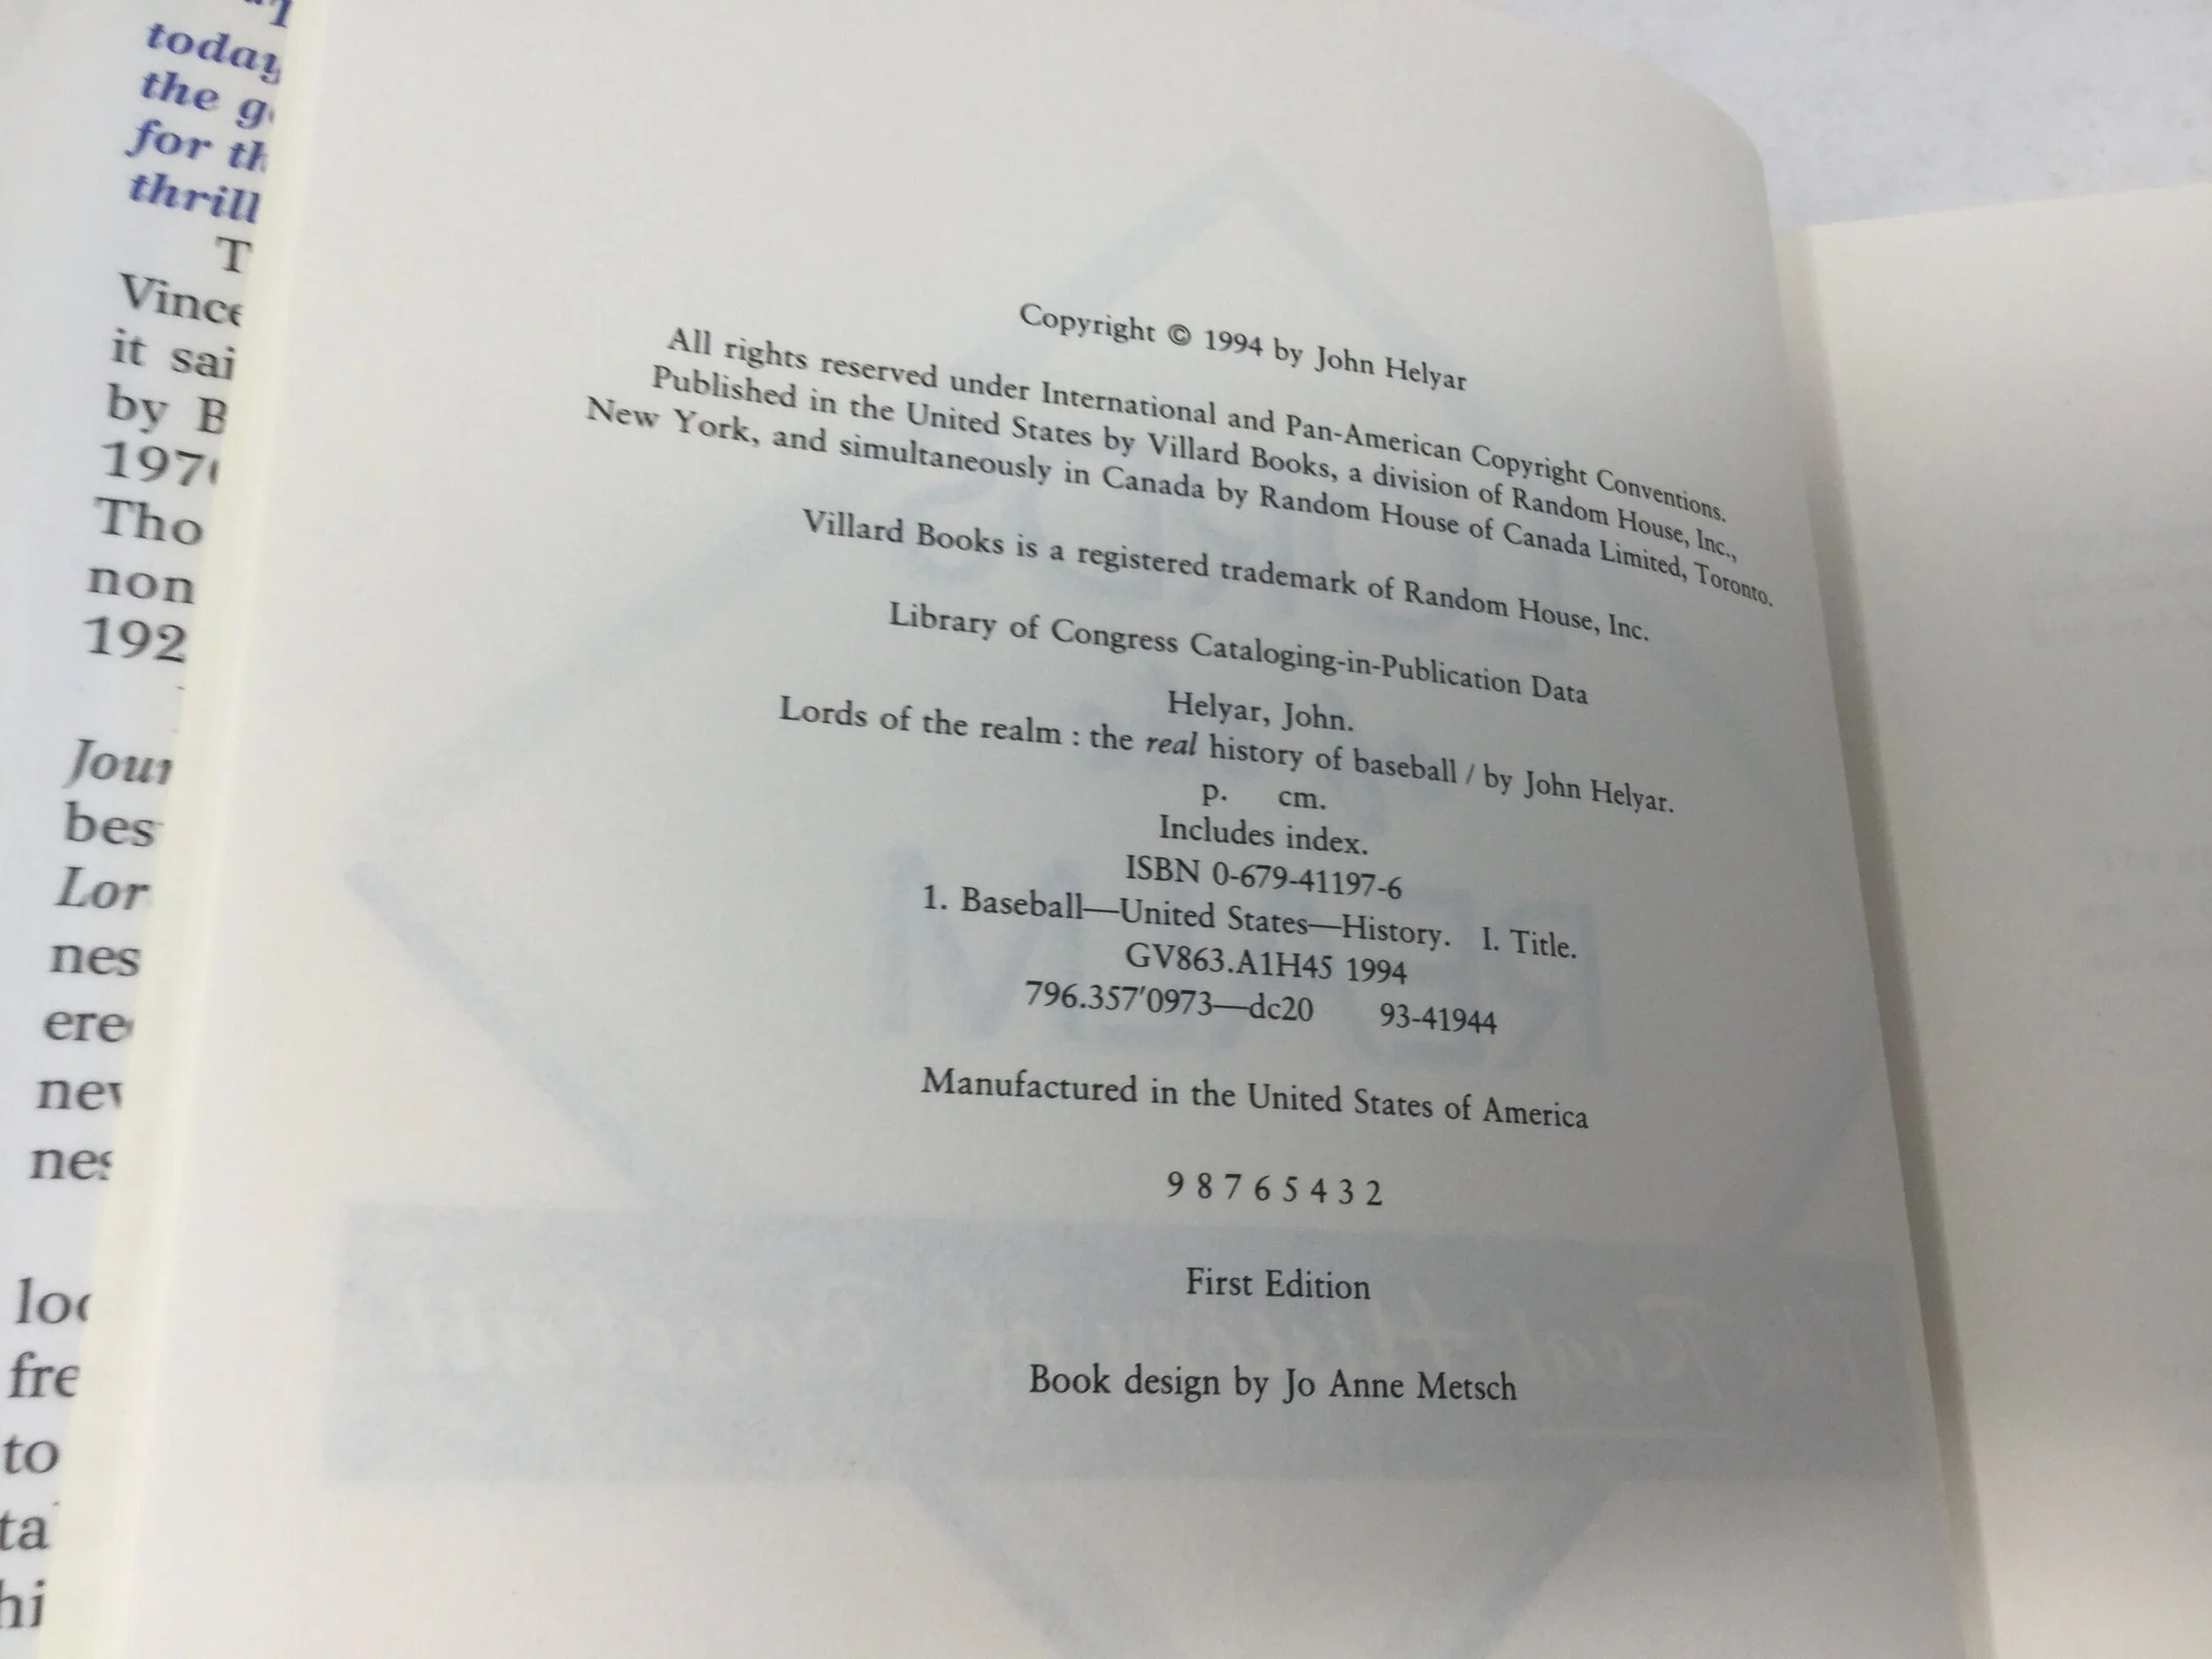 today
the
for
thrill
it
by
Tho
non
192
bes
nes
fre
to
Copyright © 1994 by John Helyar
All rights reserved under International and Pan-American Copyright Conventions.
Published in the United States by Villard Books, a division of Random House, Inc.,
New York, and simultaneously in Canada by Random House of Canada Limited, Toronto.
Villard Books is a registered trademark of Random House, Inc.
Library of Congress Cataloging-in-Publication Data
Helyar, John.
Lords of the realm : the real history of baseball / by John Helyar.
p. cm.
Includes index.
ISBN 0-679-41197-6
1. Baseball—United States—History. I. Title.
GV863.A1H45 1994
796.357'0973—dc20 93-41944
Manufactured in the United States of America
9 8 7 6 5 4 3 2
First Edition
Book design by Jo Anne Metsch